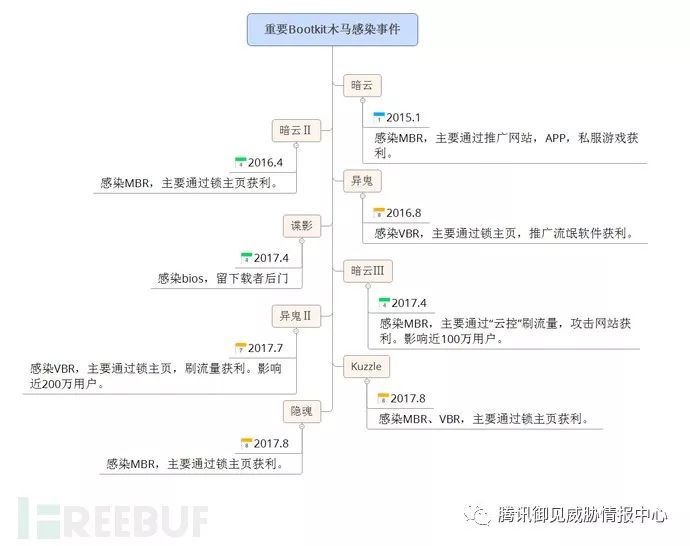 重要Bootkit木马感染事件
暗云
1
2015.1
感染MBR，主要通过推广网站，APP，私服游戏获
利。
暗云Ⅱ
4
2016.4
感染MBR，主要通过锁主页获利。
异鬼
8
2016.8
感染VBR，主要通过锁主页，推广流氓软件获利。
谍影
4
2017.4
感染bios，留下载者后门
暗云Ⅲ
4
2017.4
感染MBR，主要通过“云控”刷流量，攻击网站获
利。影响近100万用户。
异鬼Ⅱ
7
2017.7
感染VBR，主要通过锁主页，刷流量获利。影响
近200万用户。
Kuzzle
8
2017.8
感染MBR、VBR，主要通过锁主页获利。
隐魂
8
2017.8
感染MBR，主要通过锁主页获利。
FREEBUF
腾讯御见威胁情报中心